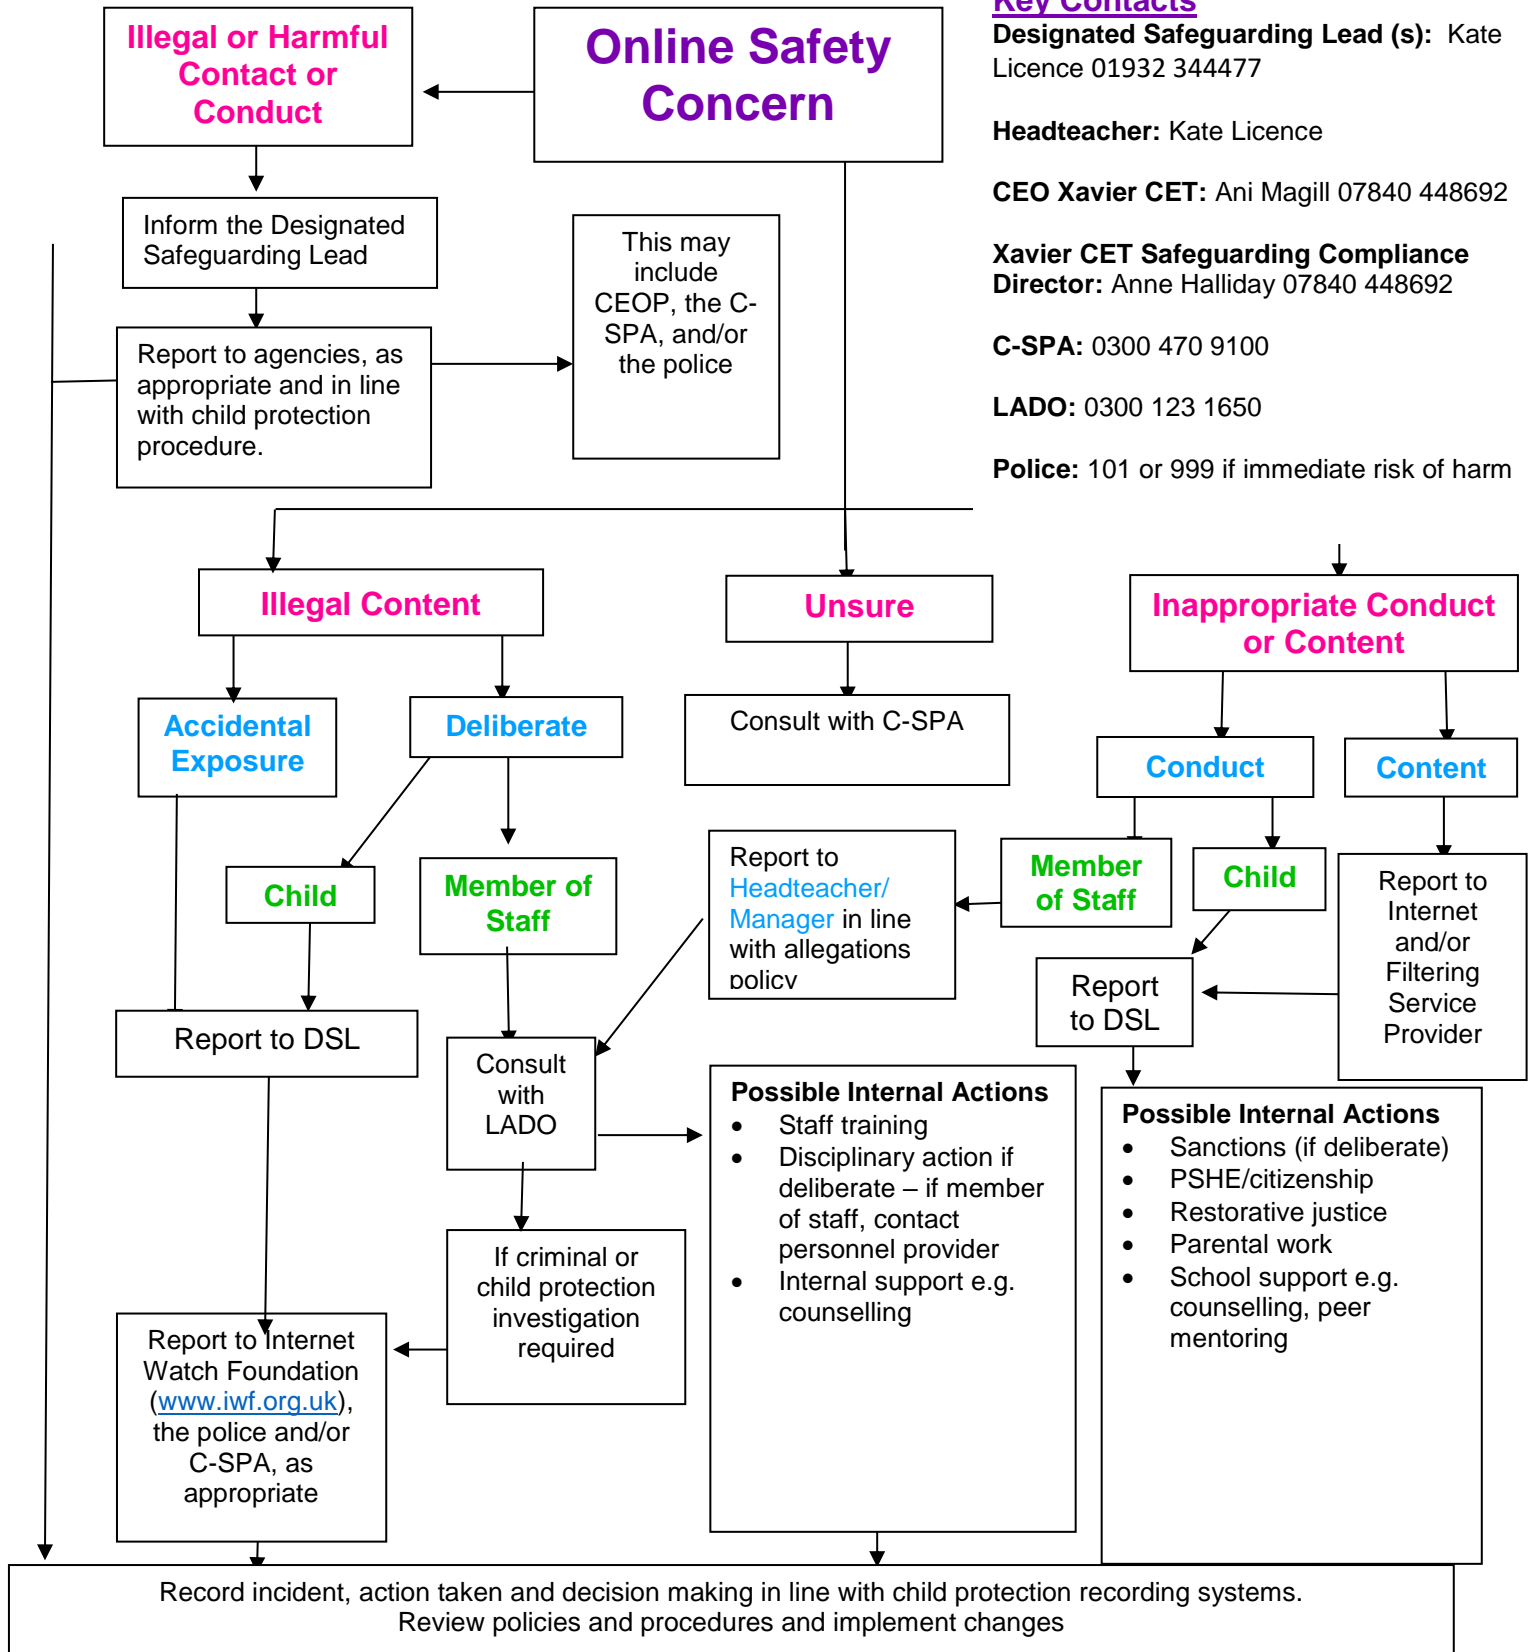 Illegal or Harmful
Contact or
Conduct
Online Safety
Concern
Key Contacts
Designated Safeguarding Lead (s): Kate
Licence 01932 344477
Headteacher: Kate Licence
CEO Xavier CET: Ani Magill 07840 448692
Xavier CET Safeguarding Compliance
Director: Anne Halliday 07840 448692
C-SPA: 0300 470 9100
LADO: 0300 123 1650
Police: 101 or 999 if immediate risk of harm
Inform the Designated
Safeguarding Lead
This may
include
CEOP, the C-
SPA, and/or
the police
Report to agencies, as
appropriate and in line
with child protection
procedure.
Illegal Content
Unsure
Inappropriate Conduct
or Content
Accidental
Exposure
Deliberate
Consult with C-SPA
Conduct
Content
Child
Member of
Staff
Report to
Headteacher/
Manager in line
with allegations
policy
Member
of Staff
Child
Report to
Internet
and/or
Filtering
Service
Provider
Report to DSL
Consult
with
LADO
Report
to DSL
Possible Internal Actions
• Staff training
• Disciplinary action if
deliberate – if member
of staff, contact
personnel provider
• Internal support e.g.
counselling
Possible Internal Actions
• Sanctions (if deliberate)
• PSHE/citizenship
• Restorative justice
• Parental work
• School support e.g.
counselling, peer
mentoring
If criminal or
child protection
investigation
required
Report to Internet
Watch Foundation
(www.iwf.org.uk),
the police and/or
C-SPA, as
appropriate
Record incident, action taken and decision making in line with child protection recording systems.
Review policies and procedures and implement changes